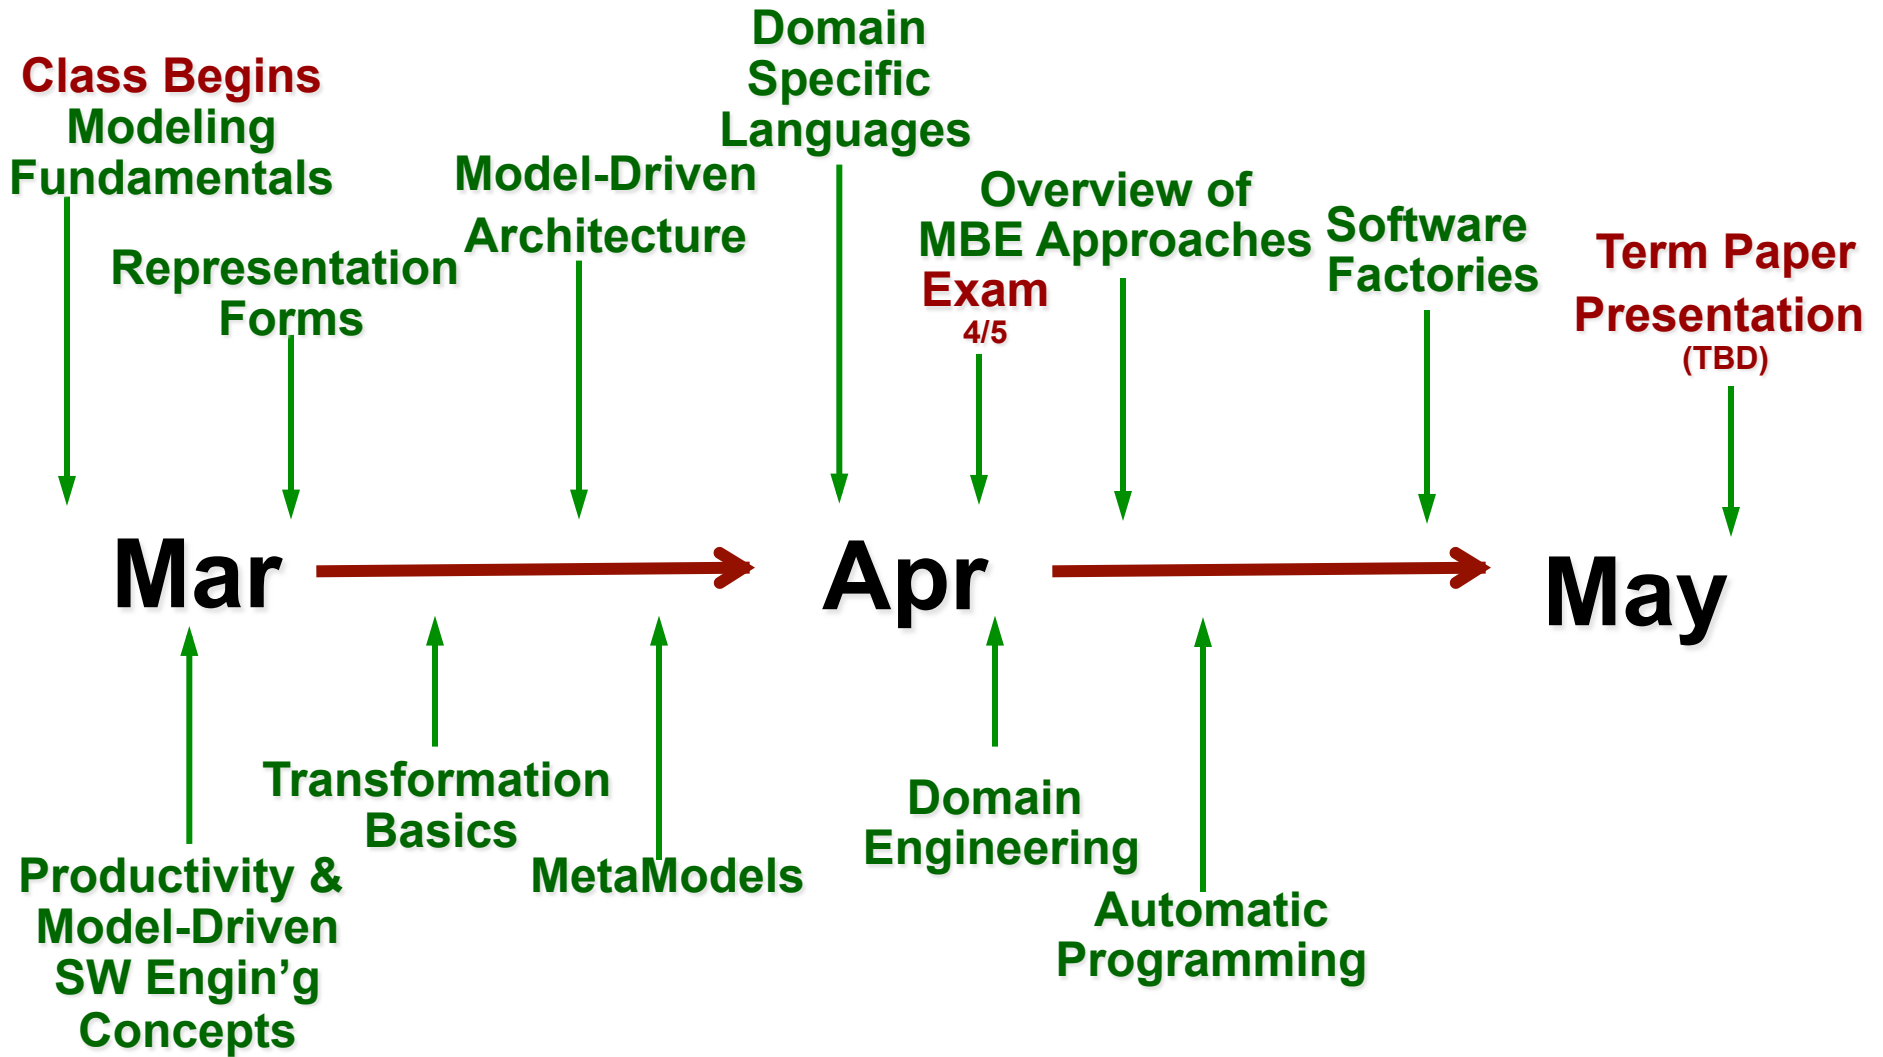 Class Begins
Modeling
Fundamentals
Representation
Forms
Model-Driven
Architecture
Domain
Specific
Languages
Overview of
MBE Approaches
Exam
4/5
Software
Factories
Term Paper
Presentation
(TBD)
Mar
Apr
May
Productivity &
Model-Driven
SW Engin’g
Concepts
Transformation
Basics
MetaModels
Domain
Engineering
Automatic
Programming